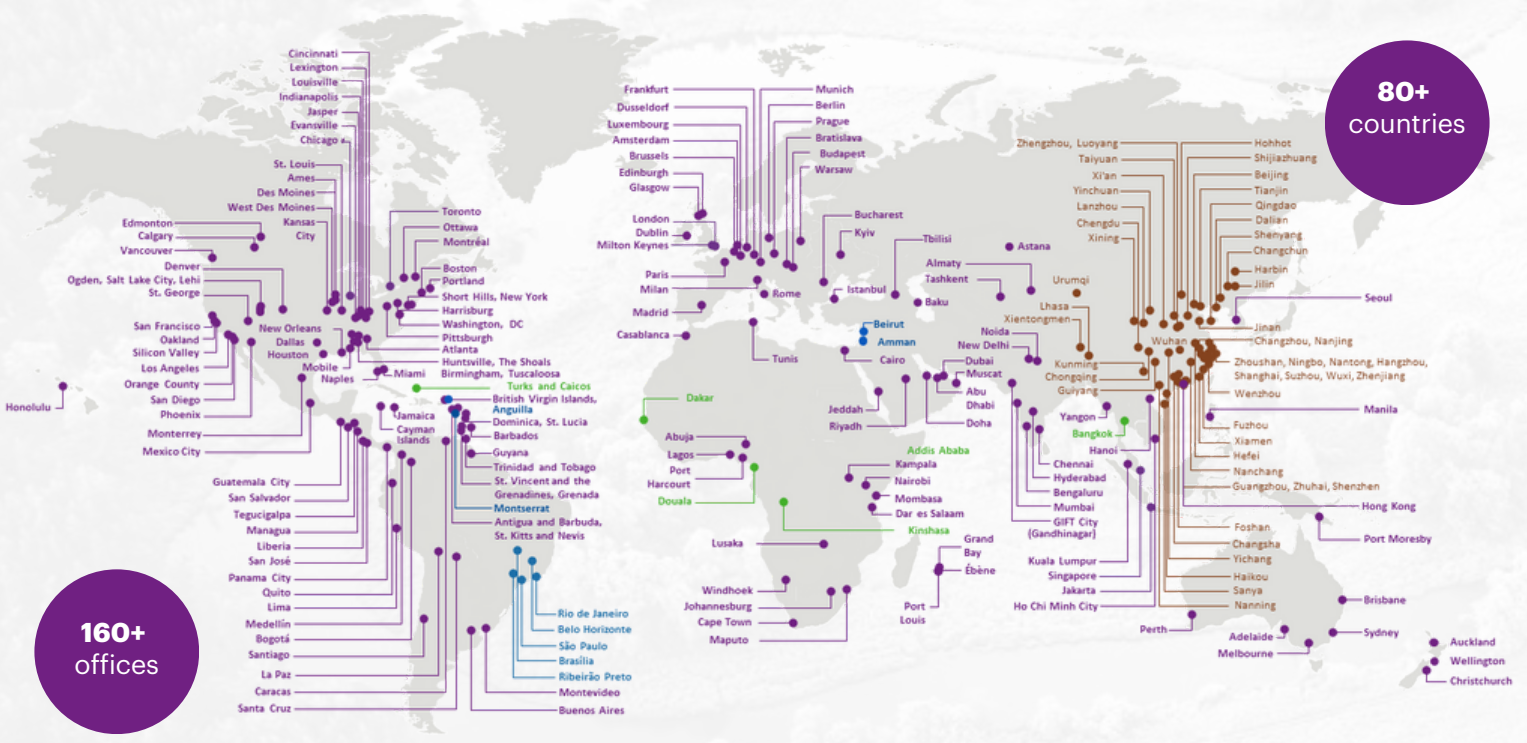 Cincinnati
Lexington
Louisville
Indianapolis
Jasper
Evansville
Chicago
St. Louis
Ames
Des Moines
West Des Moines
Kansas
City
Edmonton
Calgary
Vancouver
Denver
Ogden, Salt Lake City, Lehi
St. George
San Francisco
Oakland
Silicon Valley
Los Angeles
Orange County
San Diego
Phoenix
Honolulu
Monterrey
Mexico City
New Orleans
Dallas
Houston
Mobile
Naples
Miami
Toronto
Ottawa
Montréal
Boston
Portland
Short Hills, New York
Harrisburg
Washington, DC
Pittsburgh
Atlanta
Huntsville, The Shoals
Birmingham, Tuscaloosa
Turks and Caicos
British Virgin Islands,
Anguilla
Dominica, St. Lucia
Barbados
Guyana
Trinidad and Tobago
St. Vincent and the
Grenadines, Grenada
Montserrat
Antigua and Barbuda,
St. Kitts and Nevis
Jamaica
Cayman
Islands
Guatemala City
San Salvador
Tegucigalpa
Managua
Liberia
San José
Panama City
Quito
Lima
Medellín
Bogotá
Santiago
La Paz
Caracas
Santa Cruz
Rio de Janeiro
Belo Horizonte
São Paulo
Brasília
Ribeirão Preto
Montevideo
Buenos Aires
160+
offices
Frankfurt
Dusseldorf
Luxembourg
Amsterdam
Brussels
Edinburgh
Glasgow
London
Dublin
Milton Keynes
Paris
Milan
Madrid
Casablanca
Munich
Berlin
Prague
Bratislava
Budapest
Warsaw
Bucharest
Kyiv
Tbilisi
Istanbul
Rome
Baku
Astana
Almaty
Tashkent
Tunis
Beirut
Amman
Cairo
Jeddah
Riyadh
Dubai
Muscat
Abu
Dhabi
Doha
Noida
New Delhi
Dakar
Abuja
Lagos
Port
Harcourt
Douala
Addis Ababa
Kampala
Nairobi
Mombasa
Dar es Salaam
Kinshasa
Lusaka
Windhoek
Johannesburg
Cape Town
Maputo
Grand
Bay
Ébène
Port
Louis
Chennai
Hyderabad
Bengaluru
Mumbai
GIFT City
(Gandhinagar)
Yangon
Bangkok
Hanoi
Kuala Lumpur
Singapore
Jakarta
Ho Chi Minh City
80+
countries
Zhengzhou, Luoyang
Taiyuan
Xi'an
Yinchuan
Lanzhou
Chengdu
Xining
Urumqi
Lhasa
Xientongmen
Kunming
Chongqing
Guiyang
Wuhan
Hohhot
Shijiazhuang
Beijing
Tianjin
Qingdao
Dalian
Shenyang
Changchun
Harbin
Jilin
Seoul
Jinan
Changzhou, Nanjing
Zhoushan, Ningbo, Nantong, Hangzhou,
Shanghai, Suzhou, Wuxi, Zhenjiang
Wenzhou
Manila
Fuzhou
Xiamen
Hefei
Nanchang
Guangzhou, Zhuhai, Shenzhen
Hong Kong
Foshan
Changsha
Yichang
Haikou
Sanya
Nanning
Port Moresby
Perth
Brisbane
Adelaide
Sydney
Melbourne
Auckland
Wellington
Christchurch